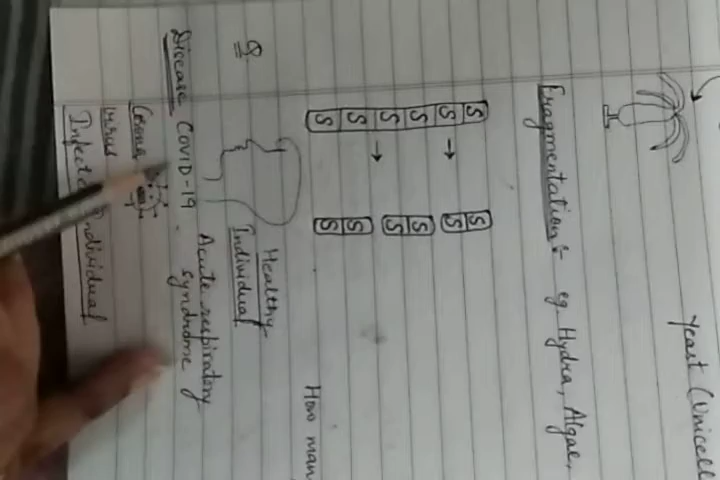 Yeast (Unicell
Fragmentation :- eg. Hydra, Algae,
S S S S S S
S S S S S S
How man
Healthy
Individual
Disease COVID-19. Acute respiratory
syndrome
Corona
virus
Infected Individual